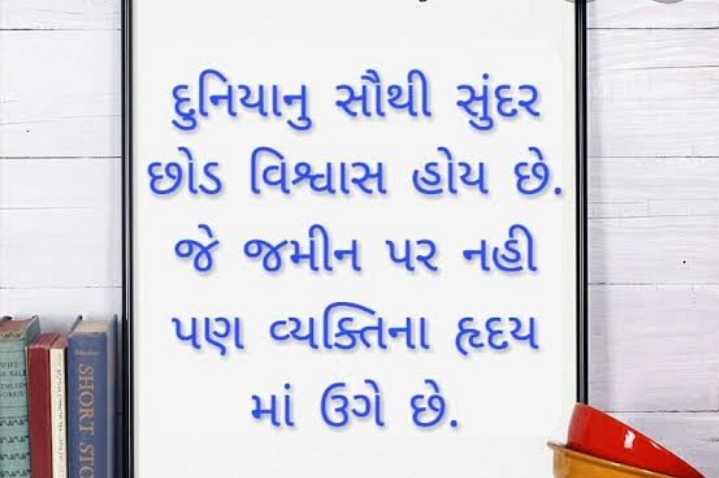 દુનિયાનુ સૌથી સુંદર
છોડ વિશ્વાસ હોય છે.
જે જમીન પર નહી
પણ વ્યક્તિના હૃદય
માં ઉગે છે.
SHORT STO